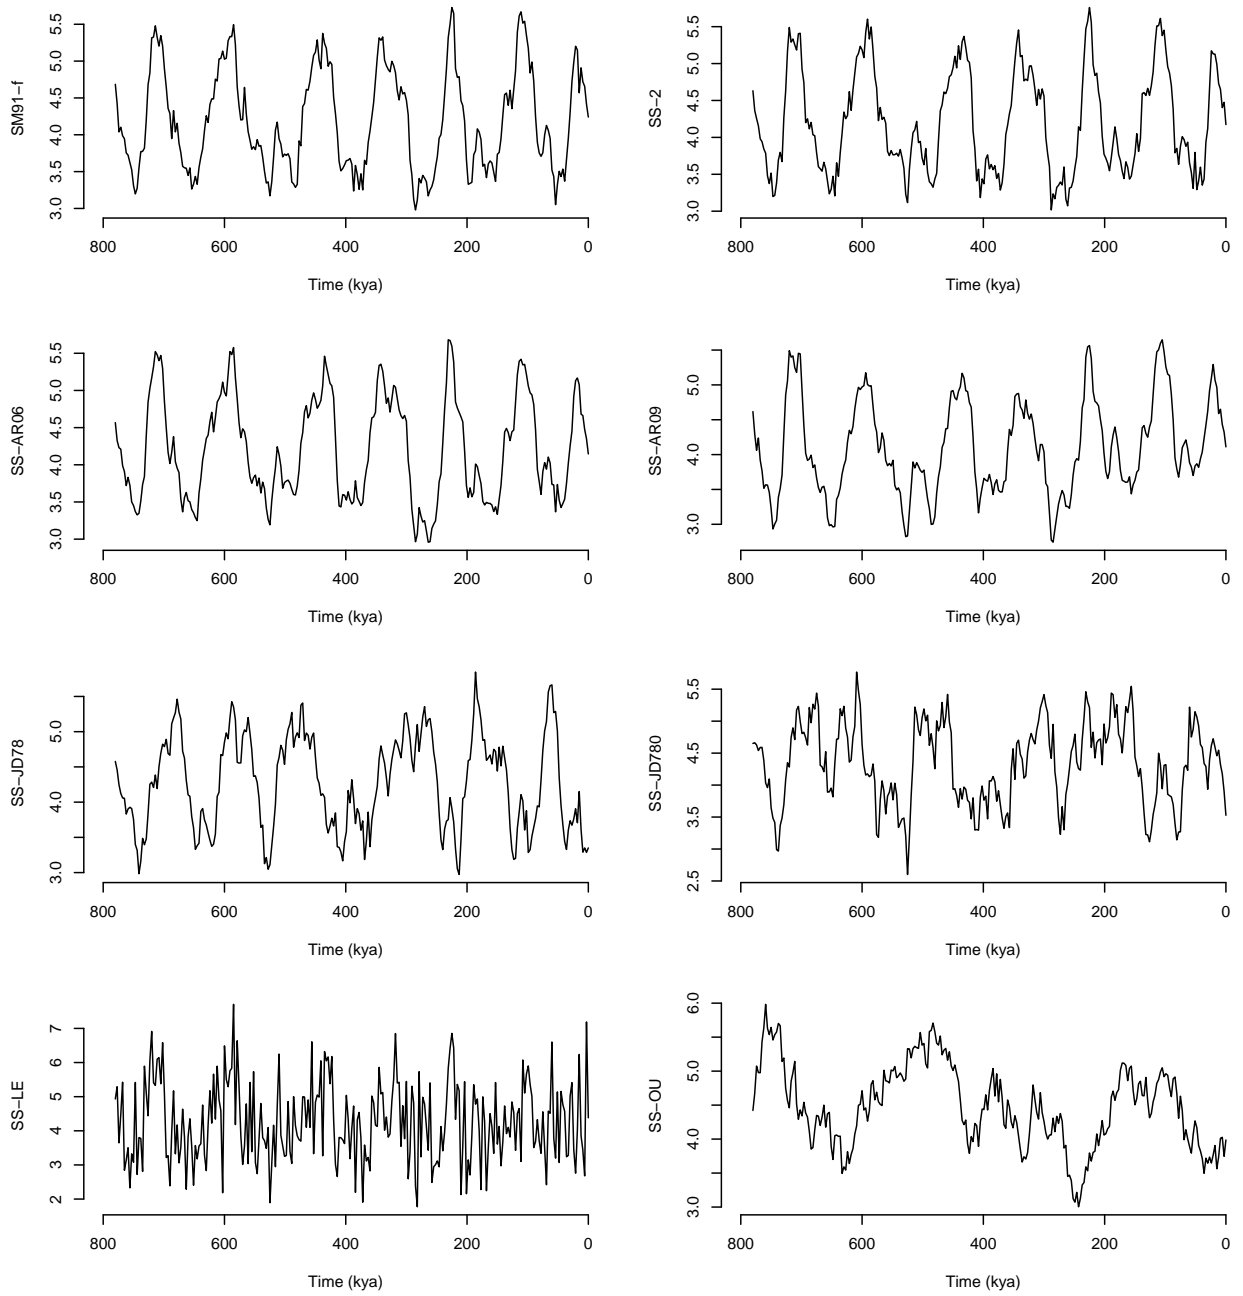 SM91−f
3.0 3.5 4.0 4.5 5.0 5.5
800 600 400 200 0
Time (kya)
SS−2
3.0 3.5 4.0 4.5 5.0 5.5
800 600 400 200 0
Time (kya)
SS−AR06
3.0 3.5 4.0 4.5 5.0 5.5
800 600 400 200 0
Time (kya)
SS−AR09
3.0 4.0 5.0
800 600 400 200 0
Time (kya)
SS−JD78
3.0 4.0 5.0
800 600 400 200 0
Time (kya)
SS−JD780
2.5 3.5 4.5 5.5
800 600 400 200 0
Time (kya)
SS−LE
2 3 4 5 6 7
800 600 400 200 0
Time (kya)
SS−OU
3.0 4.0 5.0 6.0
800 600 400 200 0
Time (kya)